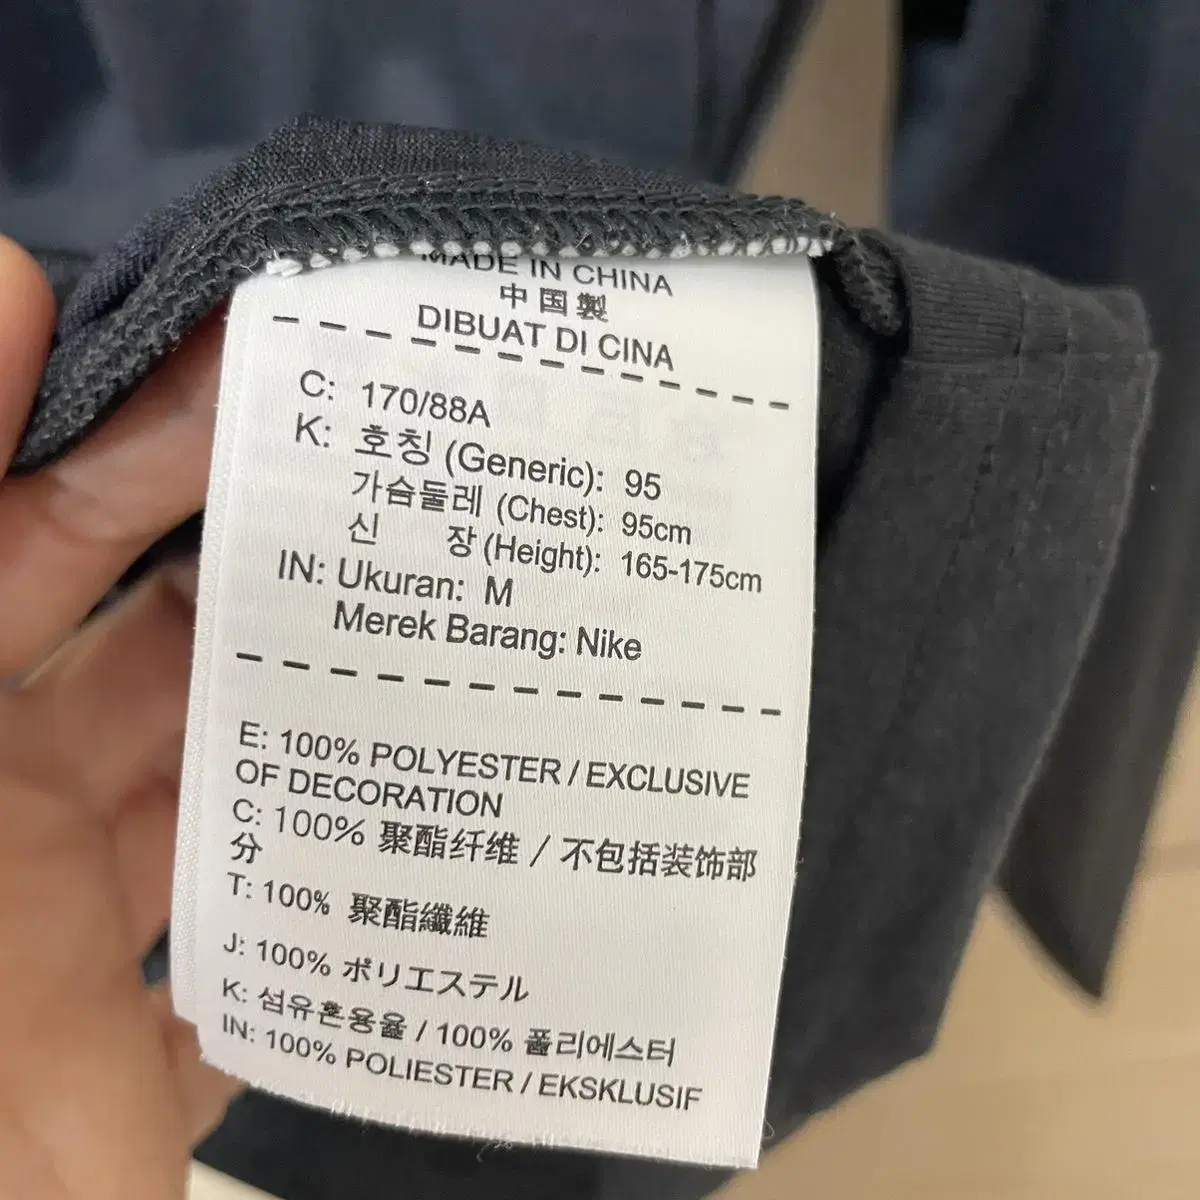 MADE IN CHINA
中国製
DIBUAT DI CINA
C: 170/88A
K: 호칭 (Generic): 95
가슴둘레 (Chest): 95cm
신 장 (Height): 165-175cm
IN: Ukuran: M
Merek Barang: Nike
E: 100% POLYESTER / EXCLUSIVE
OF DECORATION
C: 100% 聚酯纤维 / 不包括装饰部
分
T: 100% 聚酯纖維
J: 100% ポリエステル
K: 섬유혼용율 / 100% 폴리에스터
IN: 100% POLIESTER / EKSKLUSIF